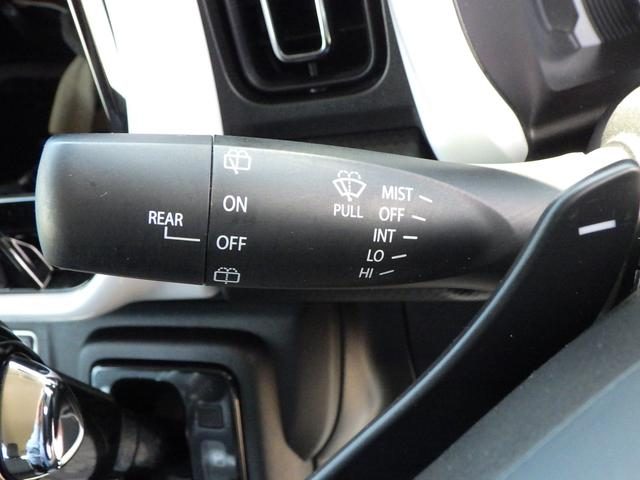 REAR
ON
OFF
PULL
MIST
OFF
INT
LO
HI